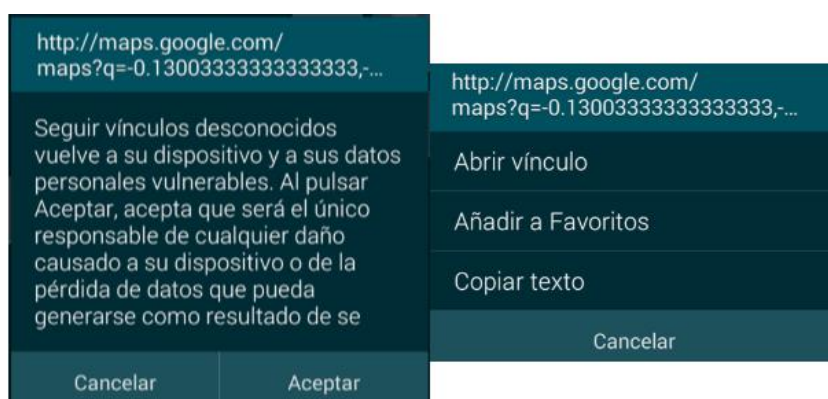 http://maps.google.com/
maps?q=-0.13003333333333333,-...
Seguir vínculos desconocidos
vuelve a su dispositivo y a sus datos
personales vulnerables. Al pulsar
Aceptar, acepta que será el único
responsable de cualquier daño
causado a su dispositivo o de la
pérdida de datos que pueda
generarse como resultado de se
Cancelar Aceptar
http://maps.google.com/
maps?q=-0.13003333333333333,-...
Abrir vínculo
Añadir a Favoritos
Copiar texto
Cancelar